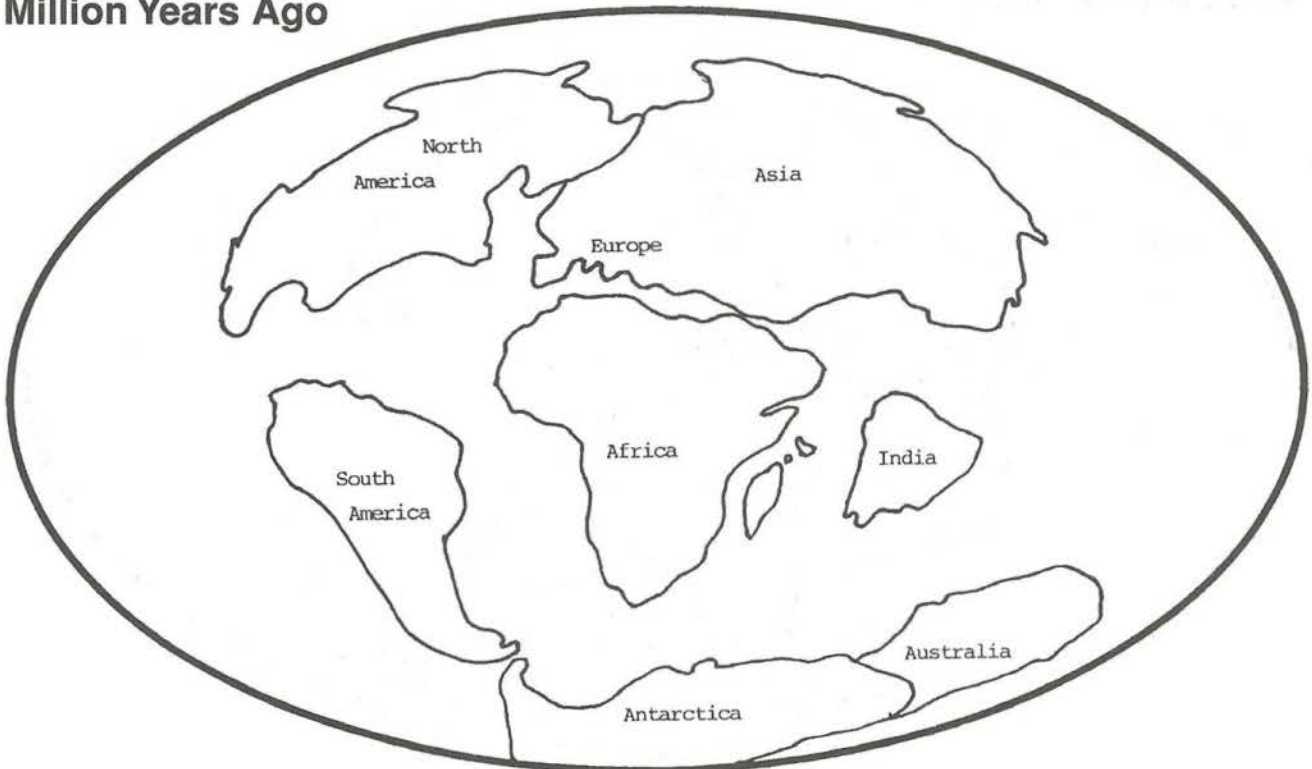 Million Years Ago
North
America
Asia
Europe
Africa
India
South
America
Australia
Antarctica